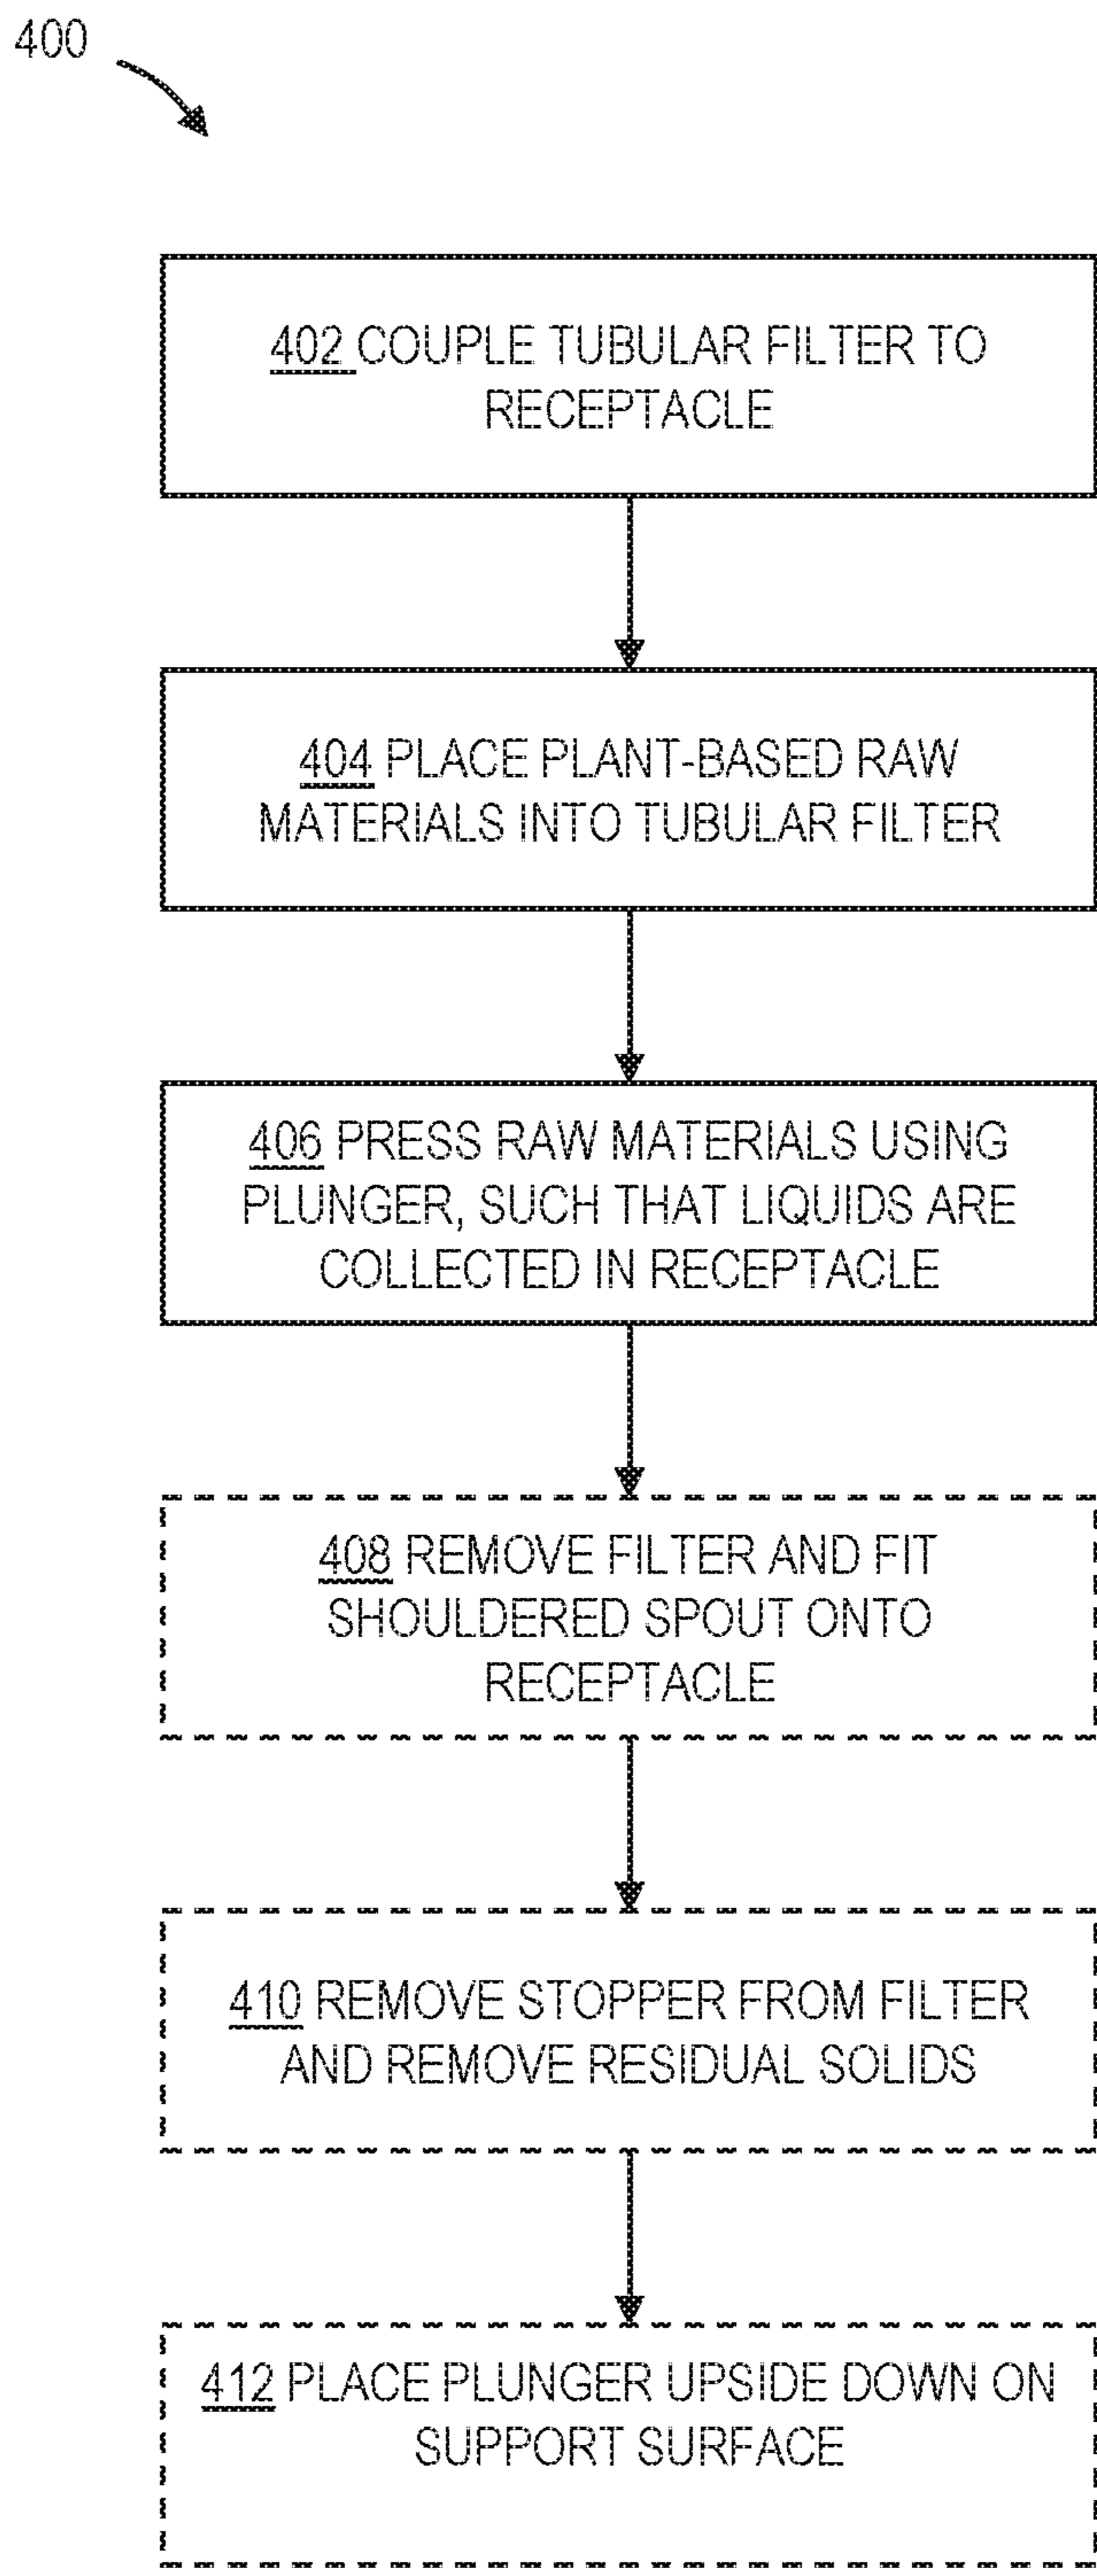 400
402 COUPLE TUBULAR FILTER TO
RECEPTACLE
404 PLACE PLANT-BASED RAW
MATERIALS INTO TUBULAR FILTER
406 PRESS RAW MATERIALS USING
PLUNGER, SUCH THAT LIQUIDS ARE
COLLECTED IN RECEPTACLE
408 REMOVE FILTER AND FIT
SHOULDERED SPOUT ONTO
RECEPTACLE
410 REMOVE STOPPER FROM FILTER
AND REMOVE RESIDUAL SOLIDS
412 PLACE PLUNGER UPSIDE DOWN ON
SUPPORT SURFACE